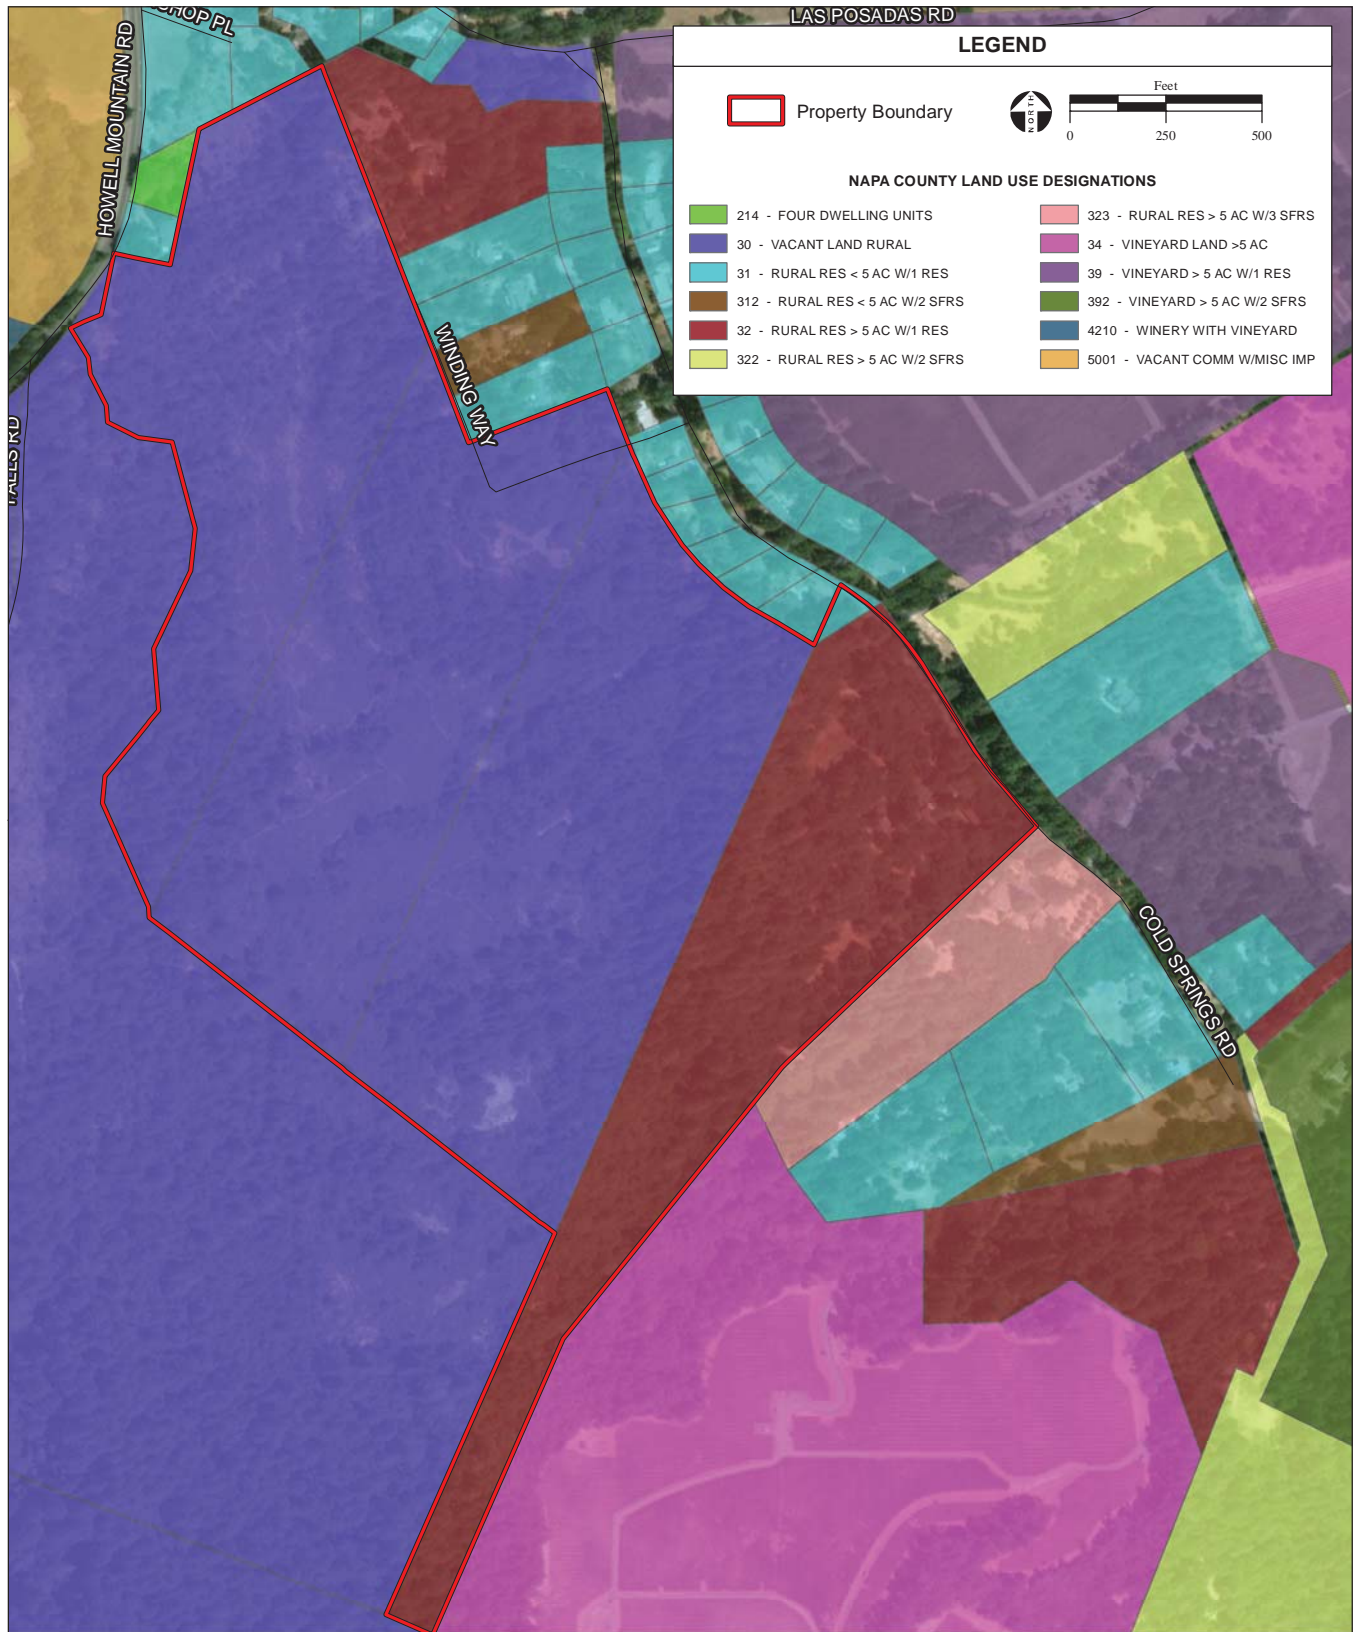 SHOP PL
LAS POSADAS RD
HOWELL MOUNTAIN RD
LEGEND
Property Boundary
NORTH
Feet
0 250 500
NAPA COUNTY LAND USE DESIGNATIONS
214 - FOUR DWELLING UNITS
30 - VACANT LAND RURAL
31 - RURAL RES < 5 AC W/1 RES
312 - RURAL RES < 5 AC W/2 SFRS
32 - RURAL RES > 5 AC W/1 RES
322 - RURAL RES > 5 AC W/2 SFRS
323 - RURAL RES > 5 AC W/3 SFRS
34 - VINEYARD LAND >5 AC
39 - VINEYARD > 5 AC W/1 RES
392 - VINEYARD > 5 AC W/2 SFRS
4210 - WINERY WITH VINEYARD
5001 - VACANT COMM W/MISC IMP
WINDING WAY
FALLS RD
COLD SPRINGS RD